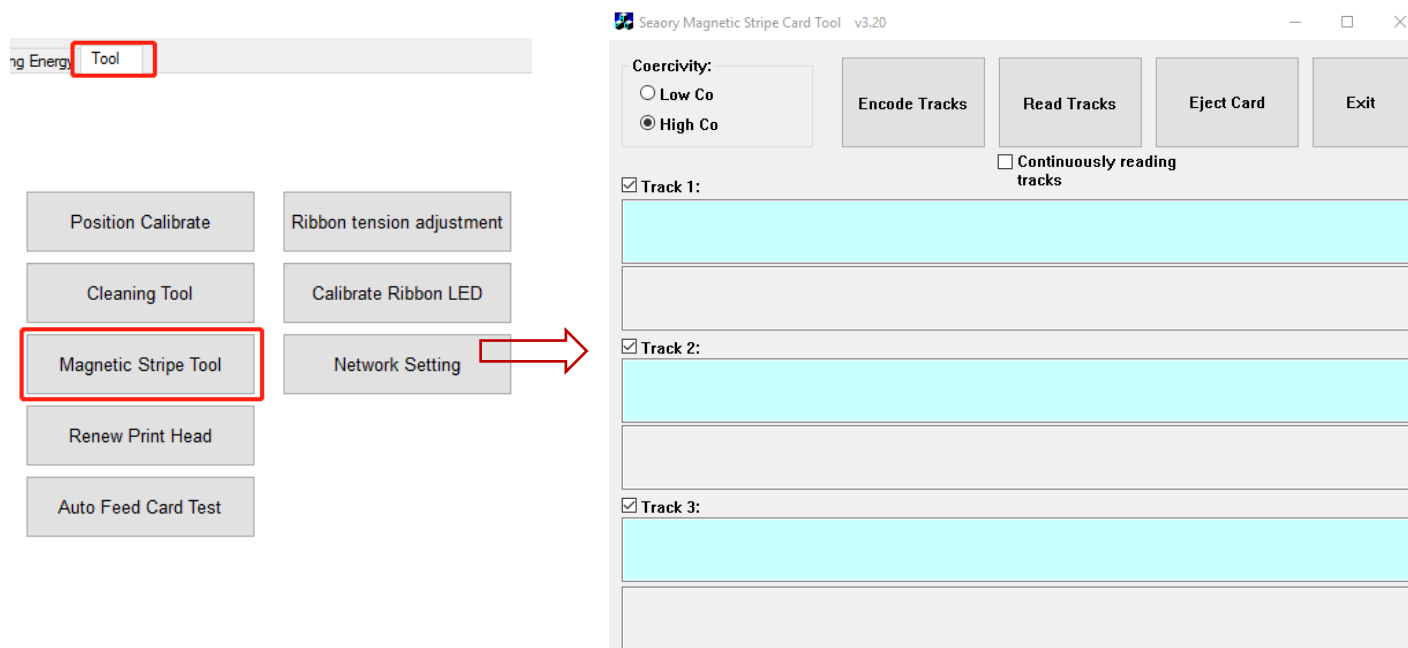 ng Energy
Tool
Position Calibrate
Ribbon tension adjustment
Cleaning Tool
Calibrate Ribbon LED
Magnetic Stripe Tool
Network Setting
Renew Print Head
Auto Feed Card Test
Seaory Magnetic Stripe Card Tool v3.20
Coercivity:
Low Co
High Co
Encode Tracks
Read Tracks
Eject Card
Exit
Continuously reading
tracks
Track 1:
Track 2:
Track 3: